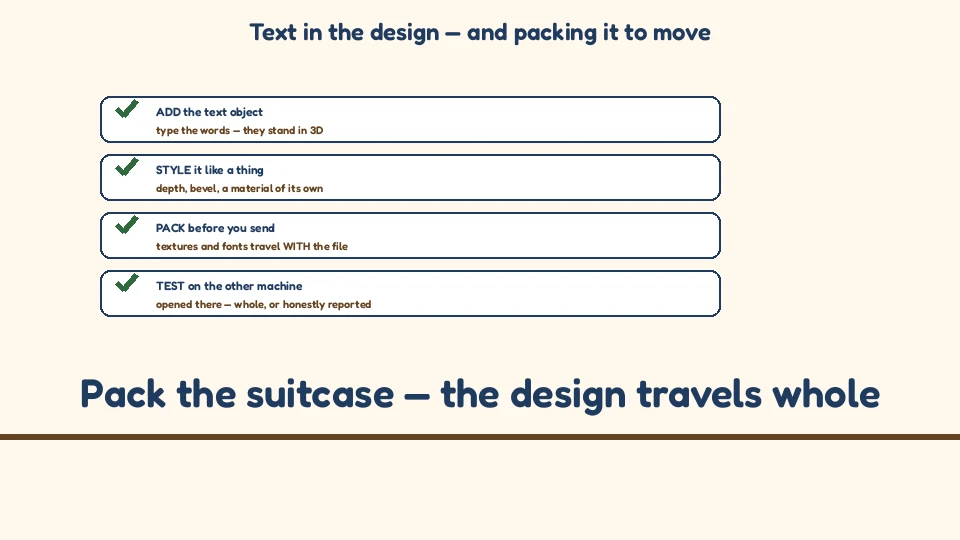 Text in the design — and packing it to move
ADD the text object
type the words — they stand in 3D
STYLE it like a thing
depth, bevel, a material of its own
PACK before you send
textures and fonts travel WITH the file
TEST on the other machine
opened there — whole, or honestly reported
Pack the suitcase — the design travels whole